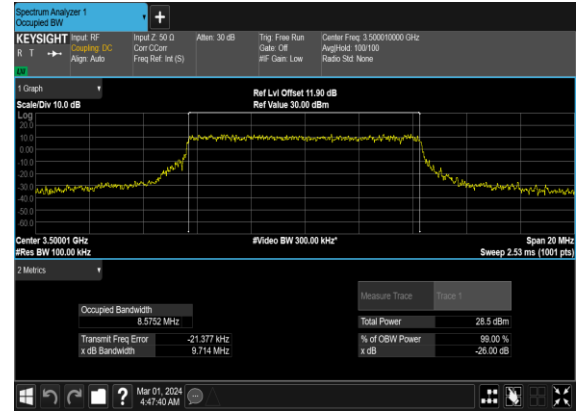 Spectrum Analyzer 1
Occupied BW
+
KEYSIGHT Input: RF Input Z: 50 Ω Atten: 30 dB Trig: Free Run Center Freq: 3.500010000 GHz
R T Coupling: DC Corr CCorr Gate: Off Avg|Hold: 100/100
Align: Auto Freq Ref: Int (S) #IF Gain: Low Radio Std: None
LV
1 Graph
Ref Lvl Offset 11.90 dB
Scale/Div 10.0 dB Ref Value 30.00 dBm
Log
20.0
10.0
0.00
-10.0
-20.0
-30.0
-40.0
-50.0
-60.0
Center 3.50001 GHz #Video BW 300.00 kHz* Span 20 MHz
#Res BW 100.00 kHz Sweep 2.53 ms (1001 pts)
2 Metrics
Measure Trace Trace 1
Occupied Bandwidth
8.5752 MHz Total Power 28.5 dBm
Transmit Freq Error -21.377 kHz % of OBW Power 99.00 %
x dB Bandwidth 9.714 MHz x dB -26.00 dB
?
Mar 01, 2024
4:47:40 AM